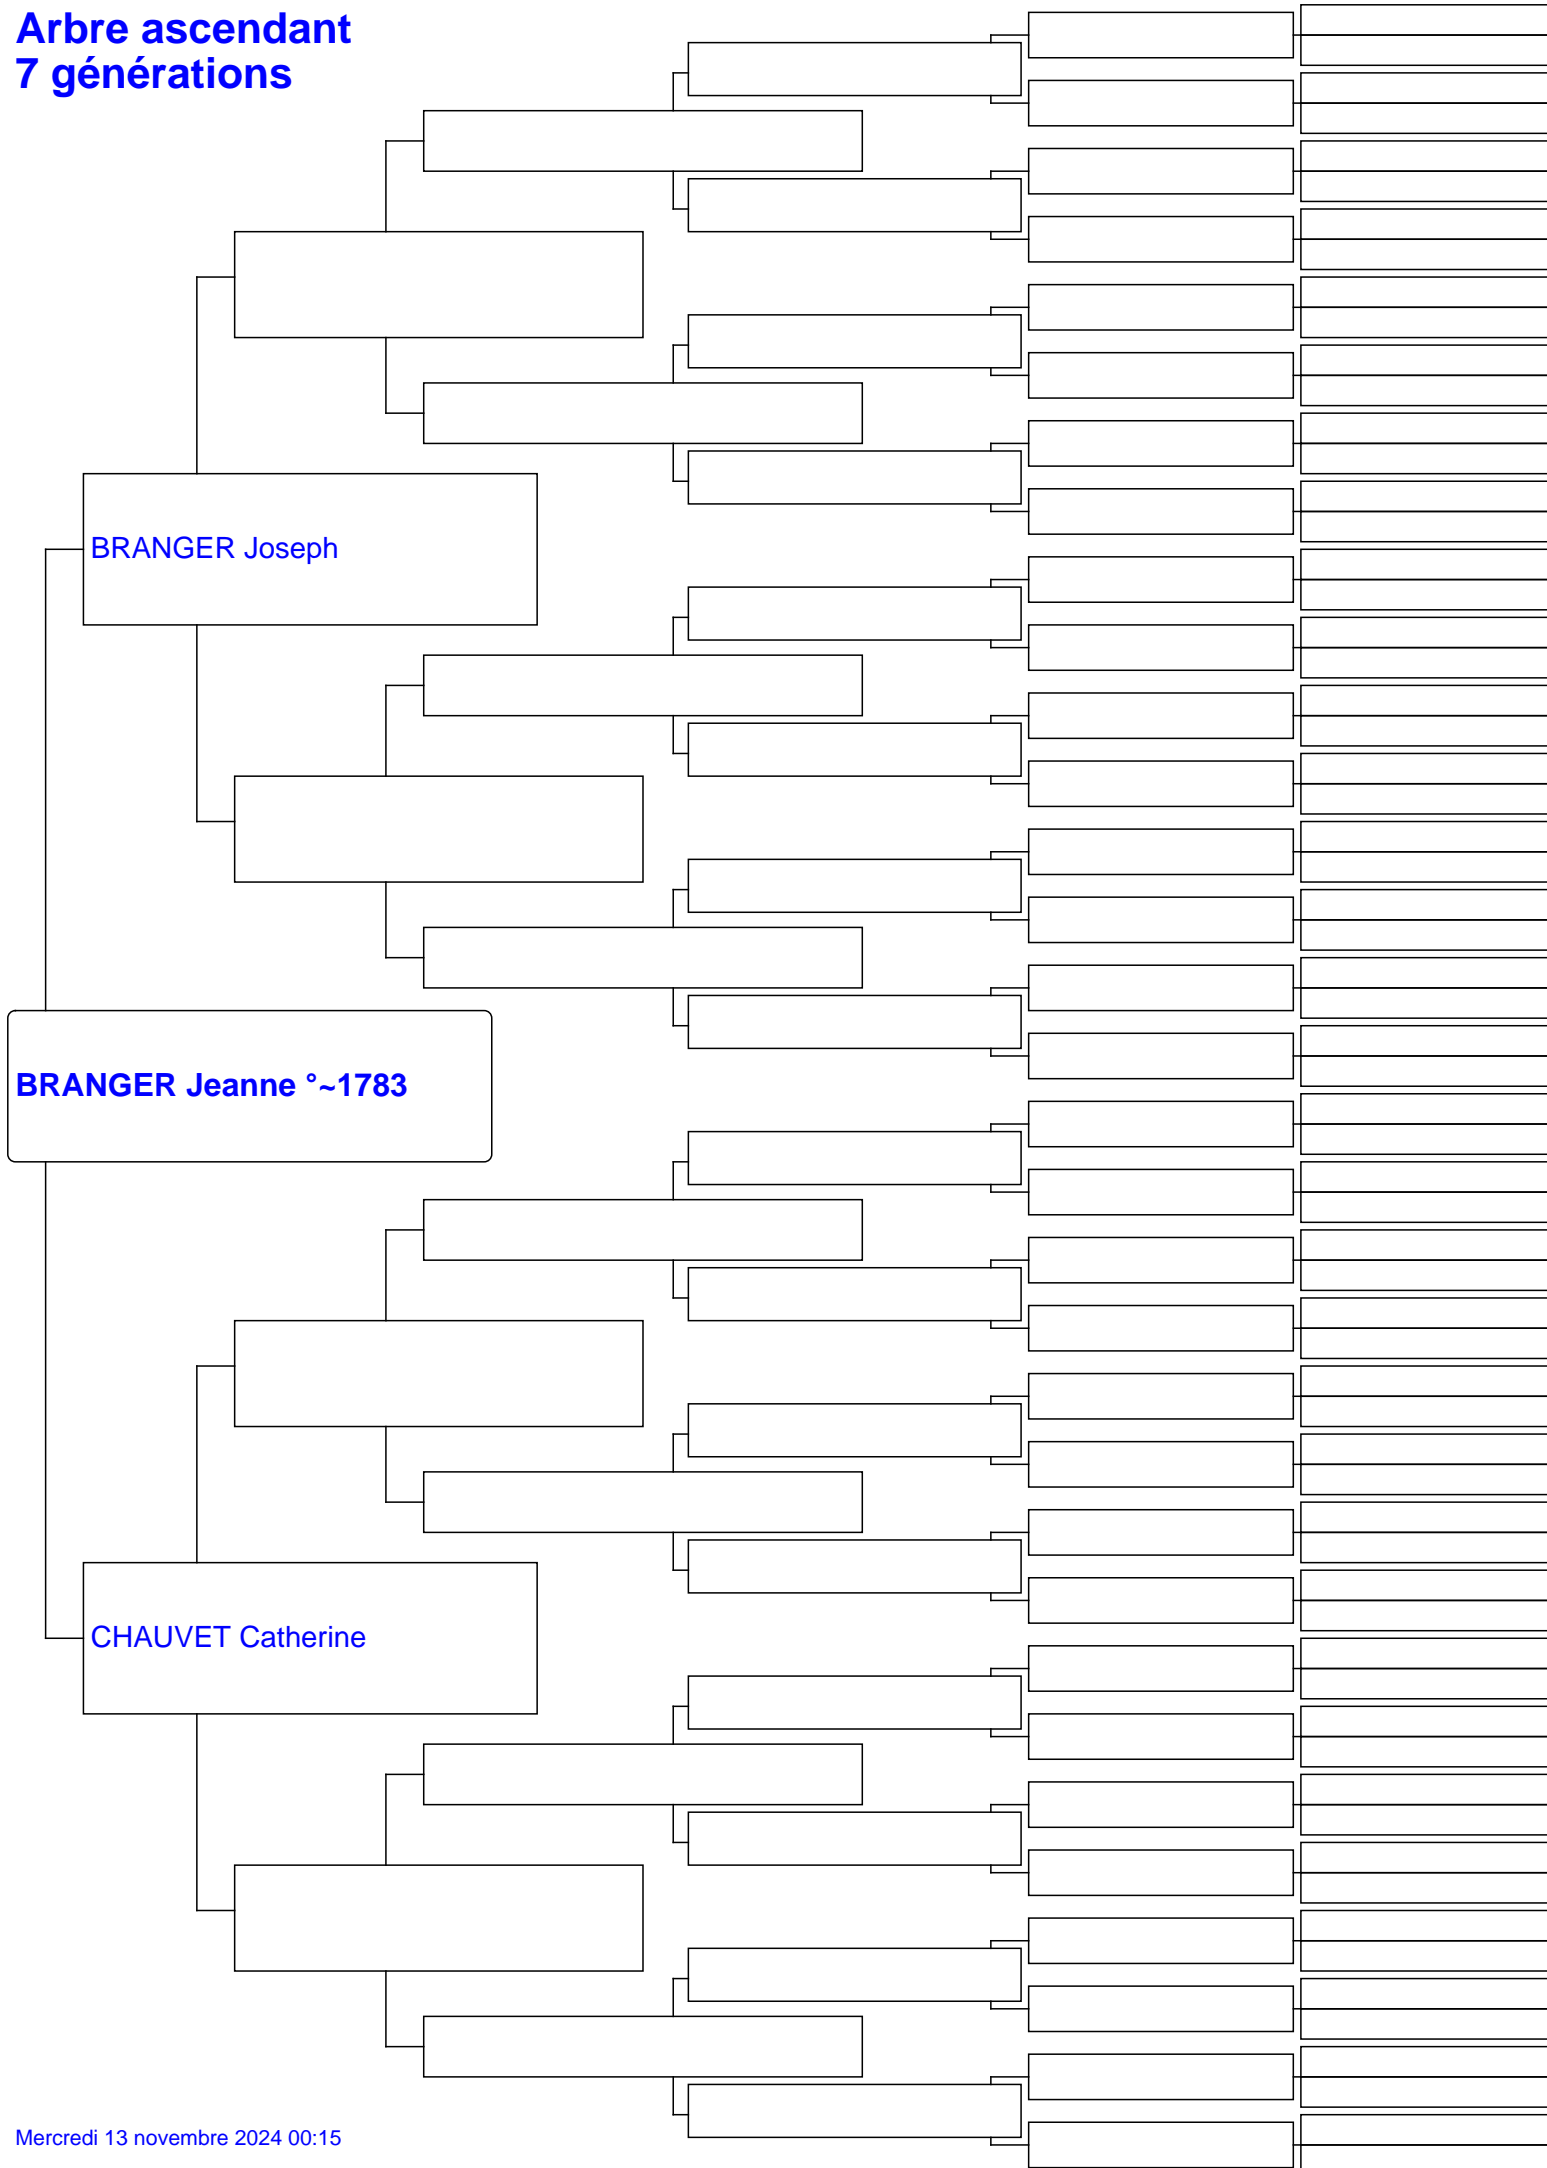 Arbre ascendant
7 générations
BRANGER Joseph
BRANGER Jeanne °~1783
CHAUVET Catherine
Mercredi 13 novembre 2024 00:15